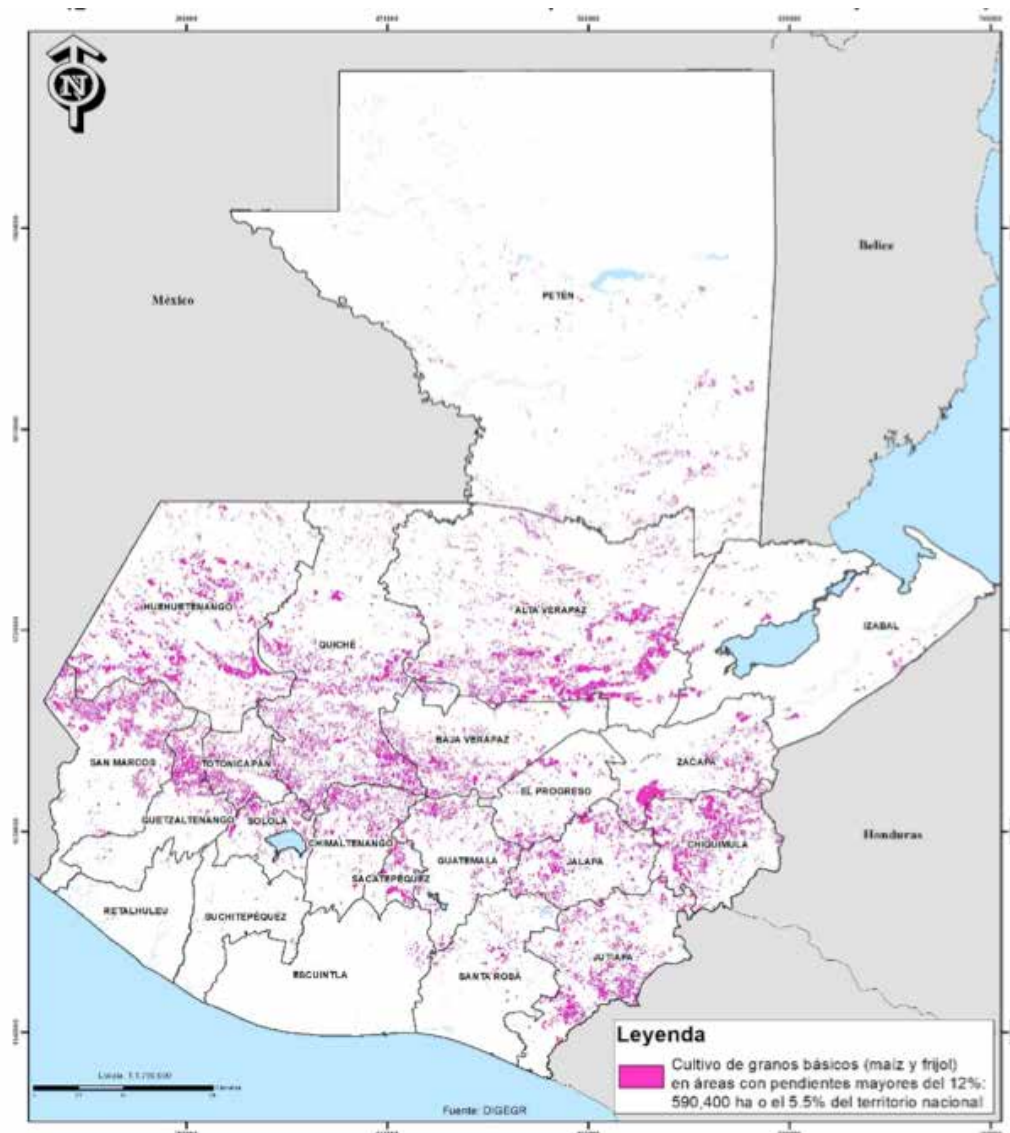 N
México
Belice
PETÉN
HUEHUETENANGO
QUICHÉ
ALTA VERAPAZ
IZABAL
BAJA VERAPAZ
SAN MARCOS
TOTONICAPÁN
ZACAPA
EL PROGRESO
QUETZALTENANGO
SOLOLA
CHIMALTENANGO
GUATEMALA
JALAPA
CHIQUIMULA
Honduras
SACATEPÉQUEZ
RETALHULEU
SUCHITEPÉQUEZ
ESCUINTLA
SANTA ROSA
JUTIAPA
Leyenda
Cultivo de granos básicos (maíz y frijol)
en áreas con pendientes mayores del 12%:
590,400 ha o el 5.5% del territorio nacional
Fuente: DIGEGR